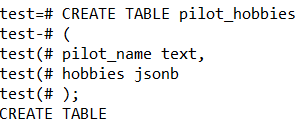 test=# CREATE TABLE pilot_hobbies
test-# (
test(# pilot_name text,
test(# hobbies jsonb
test(# );
CREATE TABLE